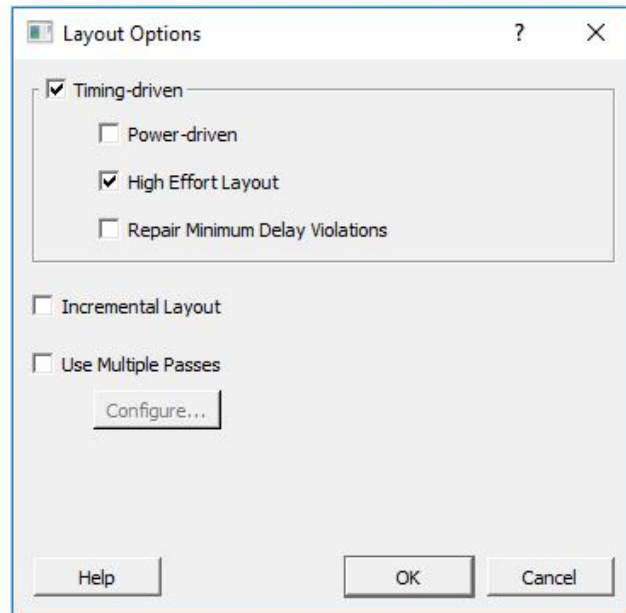 Layout Options
?
Timing-driven
Power-driven
High Effort Layout
Repair Minimum Delay Violations
Incremental Layout
Use Multiple Passes
Configure...
Help
OK
Cancel